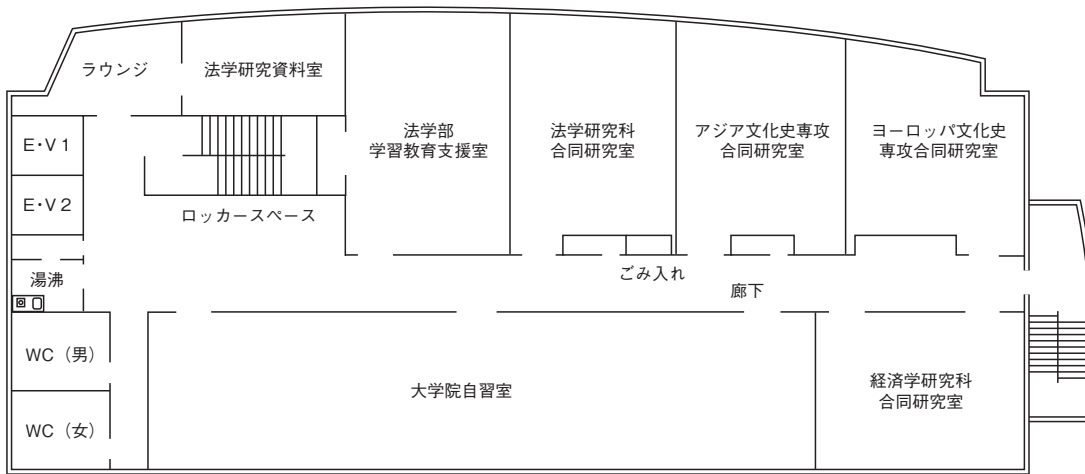 ラウンジ
法学研究資料室
法学部
学習教育支援室
法学研究科
合同研究室
アジア文化史専攻
合同研究室
ヨーロッパ文化史
専攻合同研究室
E・V 1
E・V 2
ロッカースペース
湯沸
ごみ入れ
廊下
WC（男）
大学院自習室
経済学研究科
合同研究室
WC（女）